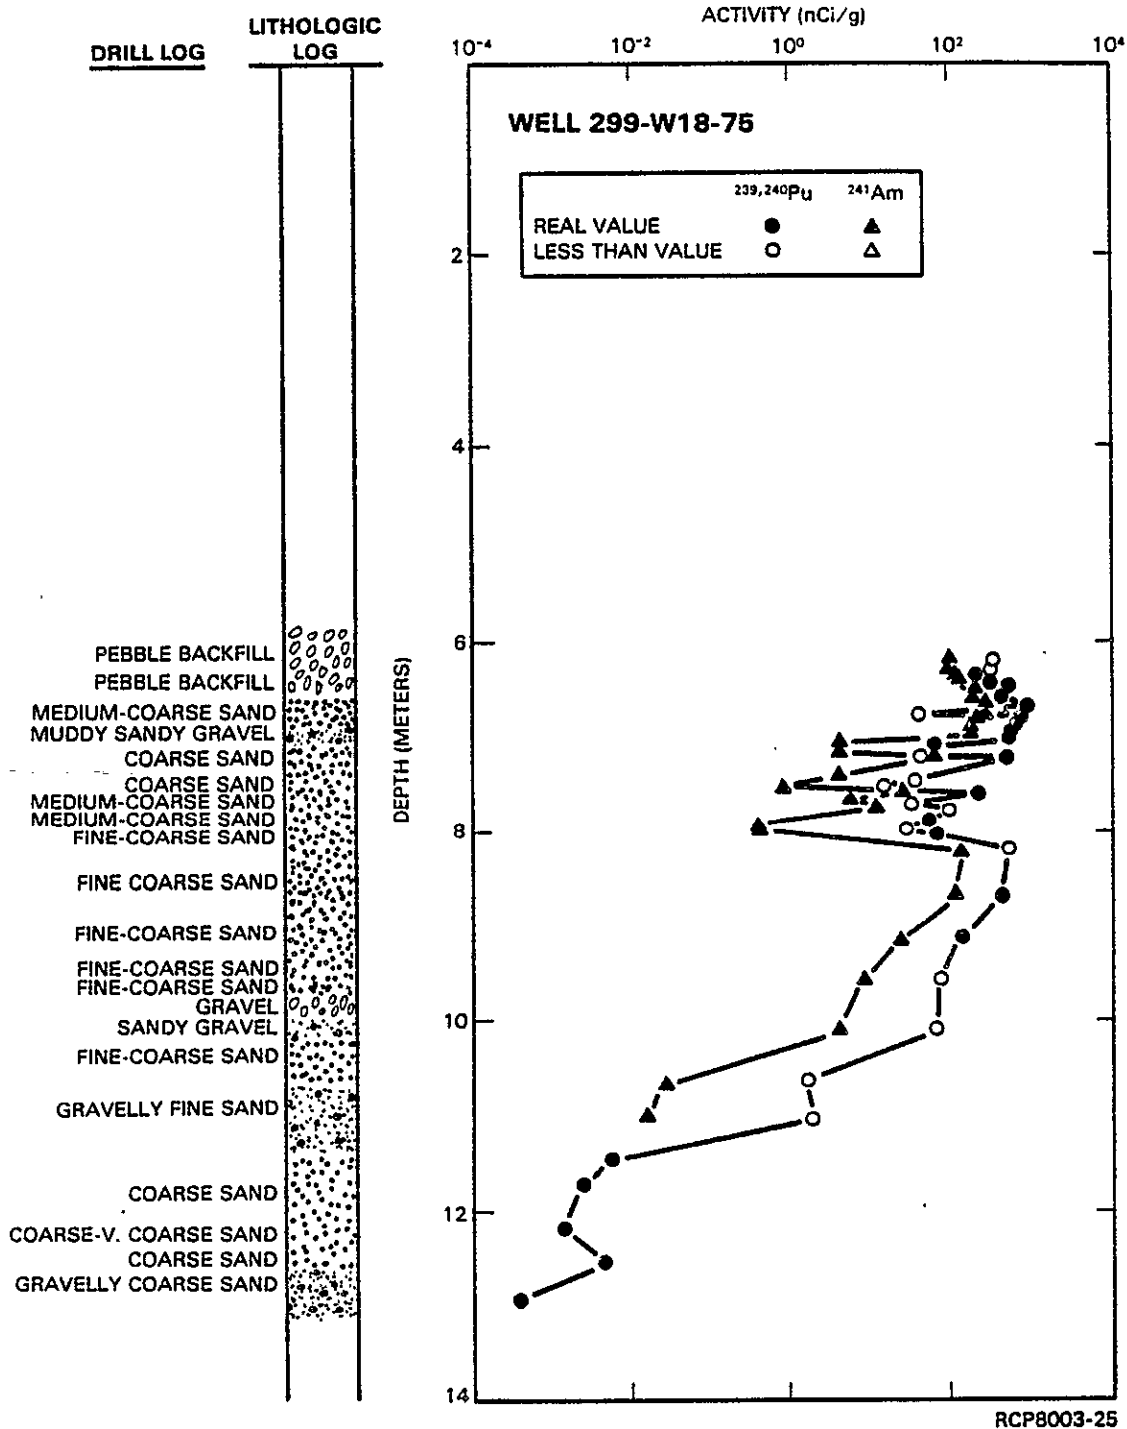 ACTIVITY (nCi/g)
DRILL LOG
LITHOLOGIC
LOG
10⁻⁴ 10⁻² 10⁰ 10² 10⁴
WELL 299-W18-75
²³⁹,²⁴⁰Pu ²⁴¹Am
REAL VALUE
LESS THAN VALUE
2
4
6
8
10
12
14
DEPTH (METERS)
PEBBLE BACKFILL
PEBBLE BACKFILL
MEDIUM-COARSE SAND
MUDDY SANDY GRAVEL
COARSE SAND
COARSE SAND
MEDIUM-COARSE SAND
MEDIUM-COARSE SAND
FINE-COARSE SAND
FINE COARSE SAND
FINE-COARSE SAND
FINE-COARSE SAND
FINE-COARSE SAND
GRAVEL
SANDY GRAVEL
FINE-COARSE SAND
GRAVELLY FINE SAND
COARSE SAND
COARSE-V. COARSE SAND
COARSE SAND
GRAVELLY COARSE SAND
RCP8003-25